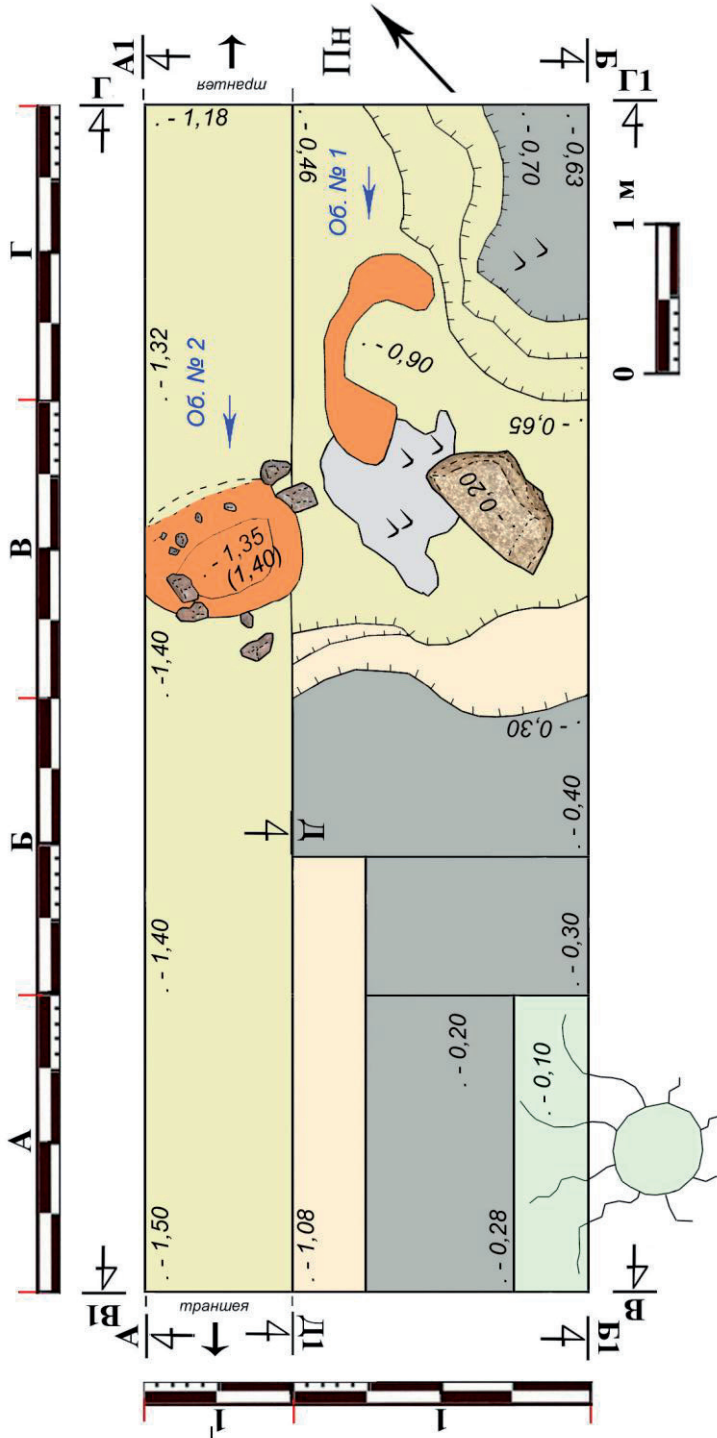 А1
Пн
Б
Г
Г1
траншея
. - 1,18
. - 0,46
. - 0,70
. - 0,63
Об. № 1
1 м
0
Г
. - 1,32
Об. № 2
. - 0,90
. - 0,65
- 0,20
В
. - 1,35
(1,40)
. -1,40
. - 0,30
. - 0,40
Д
Б
. - 1,40
. - 0,30
. - 0,20
. - 0,10
А
. - 1,50
. - 1,08
. - 0,28
В1
В
А
траншея
Д1
Б1
1
1